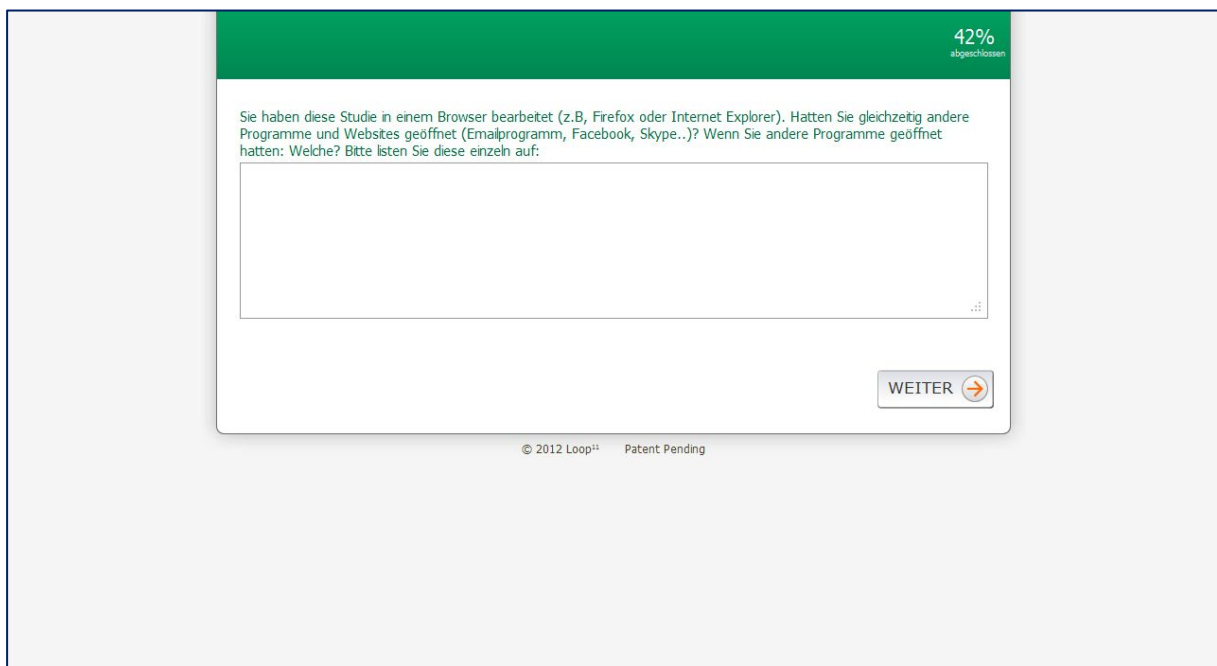 42%
abgeschlossen
Sie haben diese Studie in einem Browser bearbeitet (z.B, Firefox oder Internet Explorer). Hatten Sie gleichzeitig andere
Programme und Websites geöffnet (Emailprogramm, Facebook, Skype..)? Wenn Sie andere Programme geöffnet
hatten: Welche? Bitte listen Sie diese einzeln auf:
WEITER
© 2012 Loop¹¹ Patent Pending